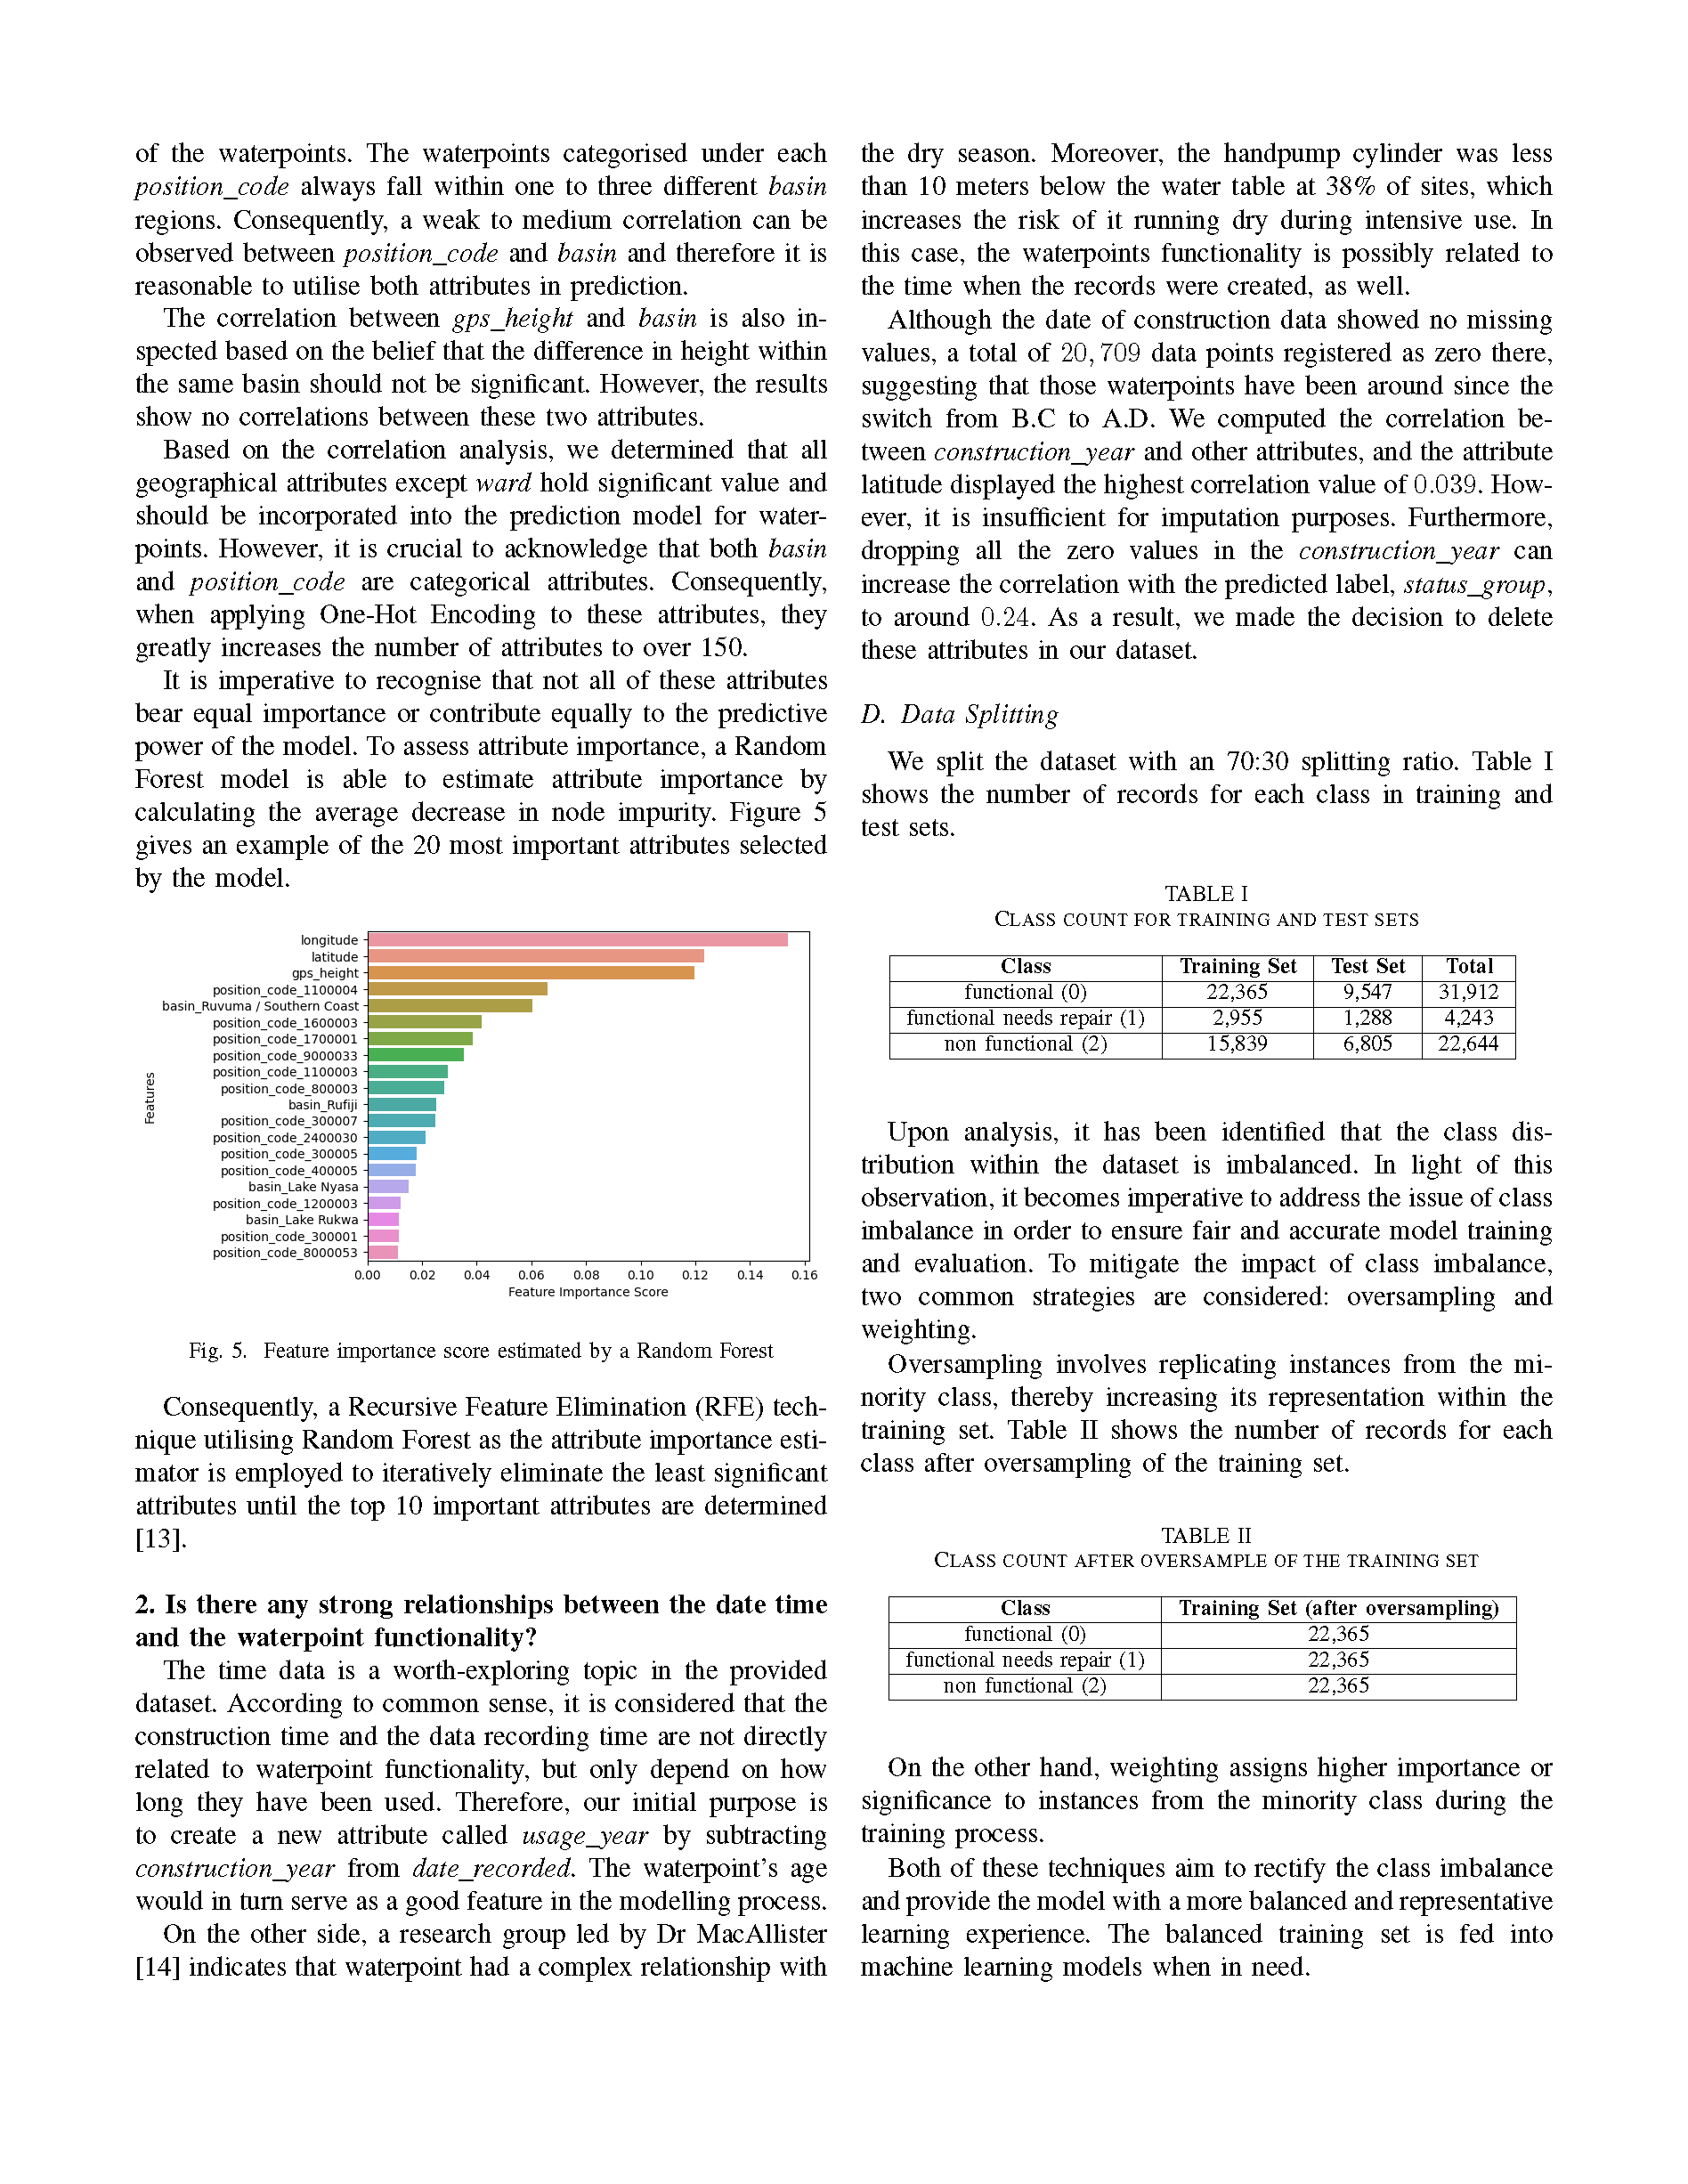 of the waterpoints. The waterpoints categorised under each
position_code always fall within one to three different basin
regions. Consequently, a weak to medium correlation can be
observed between position_code and basin and therefore it is
reasonable to utilise both attributes in prediction.
The correlation between gps_height and basin is also in-
spected based on the belief that the difference in height within
the same basin should not be significant. However, the results
show no correlations between these two attributes.
Based on the correlation analysis, we determined that all
geographical attributes except ward hold significant value and
should be incorporated into the prediction model for water-
points. However, it is crucial to acknowledge that both basin
and position_code are categorical attributes. Consequently,
when applying One-Hot Encoding to these attributes, they
greatly increases the number of attributes to over 150.
It is imperative to recognise that not all of these attributes
bear equal importance or contribute equally to the predictive
power of the model. To assess attribute importance, a Random
Forest model is able to estimate attribute importance by
calculating the average decrease in node impurity. Figure 5
gives an example of the 20 most important attributes selected
by the model.
Features
longitude
latitude
gps_height
position_code_1100004
basin_Ruvuma / Southern Coast
position_code_1600003
position_code_1700001
position_code_9000033
position_code_1100003
position_code_800003
basin_Rufiji
position_code_300007
position_code_2400030
position_code_300005
position_code_400005
basin_Lake Nyasa
position_code_1200003
basin_Lake Rukwa
position_code_300001
position_code_8000053
0.00 0.02 0.04 0.06 0.08 0.10 0.12 0.14 0.16
Feature Importance Score
Fig. 5. Feature importance score estimated by a Random Forest
Consequently, a Recursive Feature Elimination (RFE) tech-
nique utilising Random Forest as the attribute importance esti-
mator is employed to iteratively eliminate the least significant
attributes until the top 10 important attributes are determined
[13].
2. Is there any strong relationships between the date time
and the waterpoint functionality?
The time data is a worth-exploring topic in the provided
dataset. According to common sense, it is considered that the
construction time and the data recording time are not directly
related to waterpoint functionality, but only depend on how
long they have been used. Therefore, our initial purpose is
to create a new attribute called usage_year by subtracting
construction_year from date_recorded. The waterpoint's age
would in turn serve as a good feature in the modelling process.
On the other side, a research group led by Dr MacAllister
[14] indicates that waterpoint had a complex relationship with
the dry season. Moreover, the handpump cylinder was less
than 10 meters below the water table at 38% of sites, which
increases the risk of it running dry during intensive use. In
this case, the waterpoints functionality is possibly related to
the time when the records were created, as well.
Although the date of construction data showed no missing
values, a total of 20,709 data points registered as zero there,
suggesting that those waterpoints have been around since the
switch from B.C to A.D. We computed the correlation be-
tween construction_year and other attributes, and the attribute
latitude displayed the highest correlation value of 0.039. How-
ever, it is insufficient for imputation purposes. Furthermore,
dropping all the zero values in the construction_year can
increase the correlation with the predicted label, status_group,
to around 0.24. As a result, we made the decision to delete
these attributes in our dataset.
D. Data Splitting
We split the dataset with an 70:30 splitting ratio. Table I
shows the number of records for each class in training and
test sets.
TABLE I
CLASS COUNT FOR TRAINING AND TEST SETS
Class Training Set Test Set Total
functional (0) 22,365 9,547 31,912
functional needs repair (1) 2,955 1,288 4,243
non functional (2) 15,839 6,805 22,644
Upon analysis, it has been identified that the class dis-
tribution within the dataset is imbalanced. In light of this
observation, it becomes imperative to address the issue of class
imbalance in order to ensure fair and accurate model training
and evaluation. To mitigate the impact of class imbalance,
two common strategies are considered: oversampling and
weighting.
Oversampling involves replicating instances from the mi-
nority class, thereby increasing its representation within the
training set. Table II shows the number of records for each
class after oversampling of the training set.
TABLE II
CLASS COUNT AFTER OVERSAMPLE OF THE TRAINING SET
Class Training Set (after oversampling)
functional (0) 22,365
functional needs repair (1) 22,365
non functional (2) 22,365
On the other hand, weighting assigns higher importance or
significance to instances from the minority class during the
training process.
Both of these techniques aim to rectify the class imbalance
and provide the model with a more balanced and representative
learning experience. The balanced training set is fed into
machine learning models when in need.